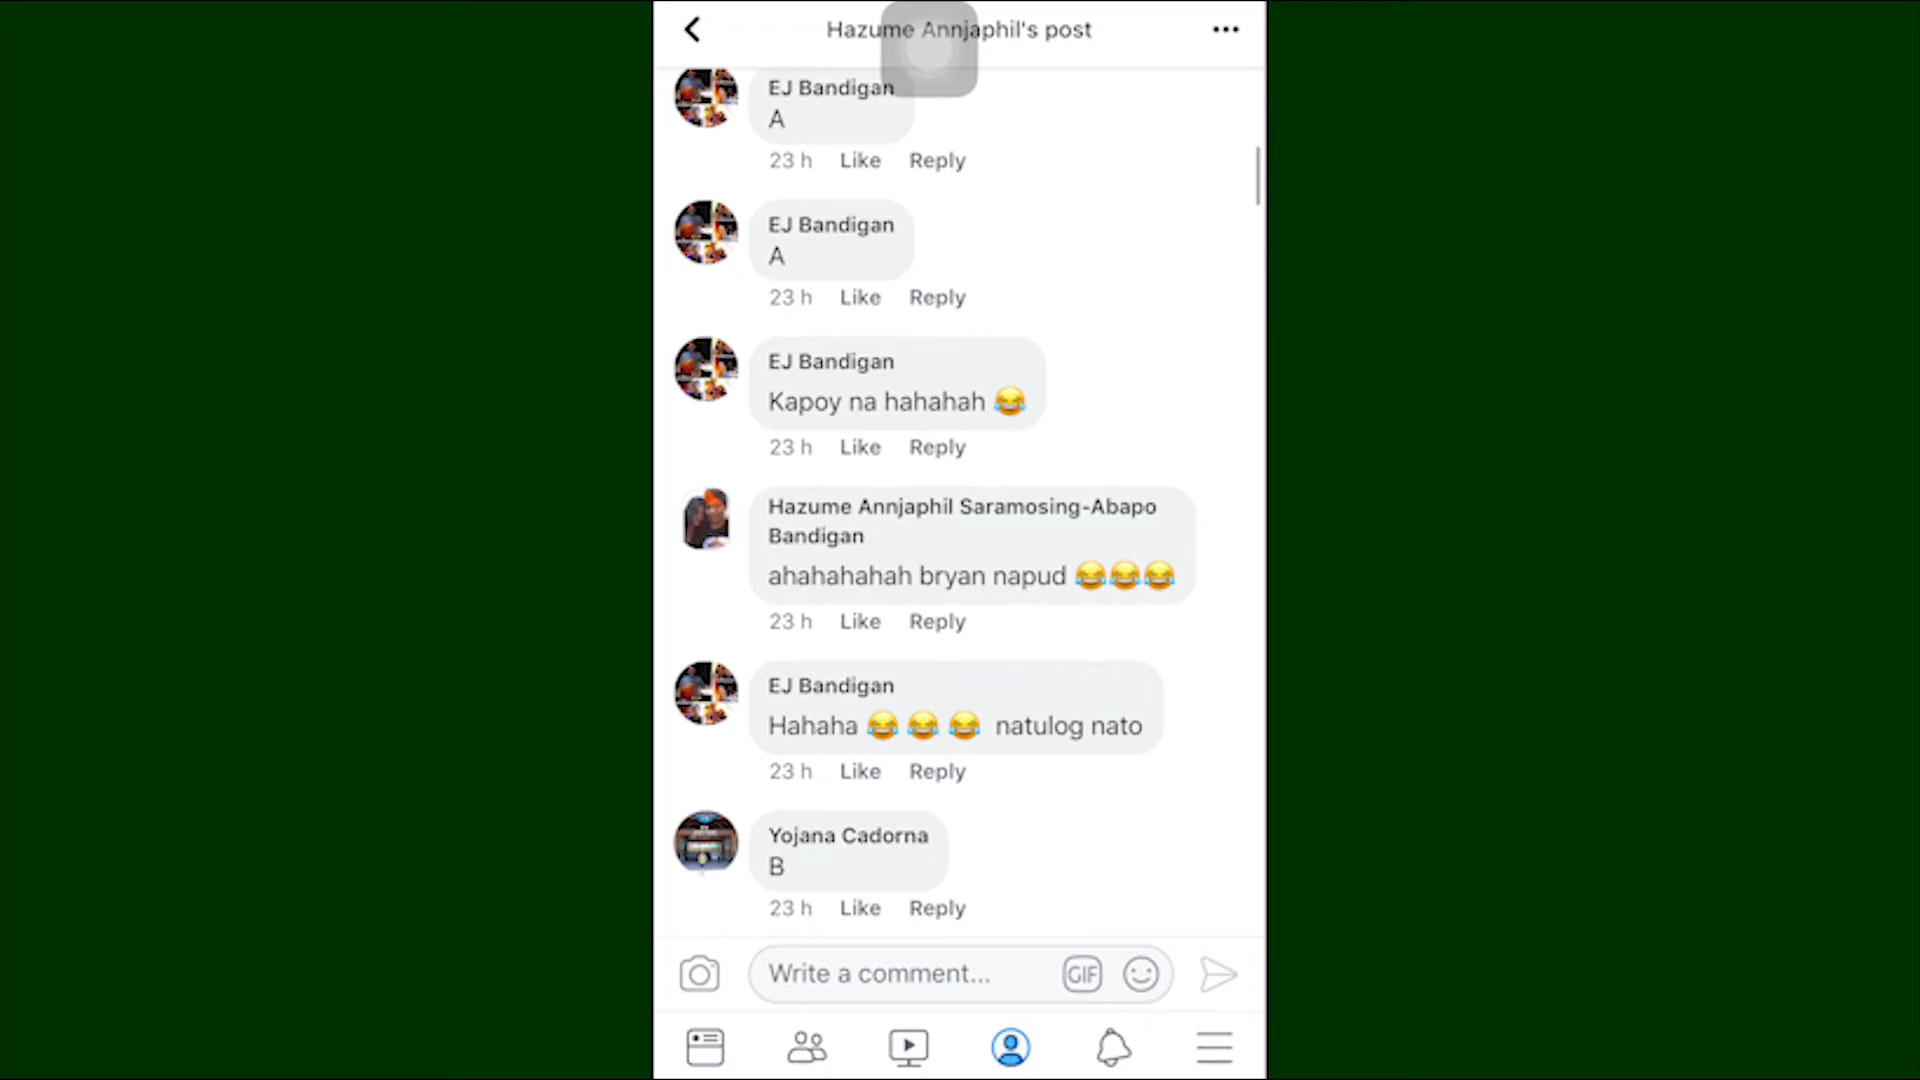 Hazume Annjaphil's post
EJ Bandigan
A
23 h Like Reply
EJ Bandigan
A
23 h Like Reply
EJ Bandigan
Kapoy na hahahah 😂
23 h Like Reply
Hazume Annjaphil Saramosing-Abapo
Bandigan
ahahahahah bryan napud 😂😂😂
23 h Like Reply
EJ Bandigan
Hahaha 😂 😂 😂 natulog nato
23 h Like Reply
Yojana Cadorna
B
23 h Like Reply
Write a comment... GIF